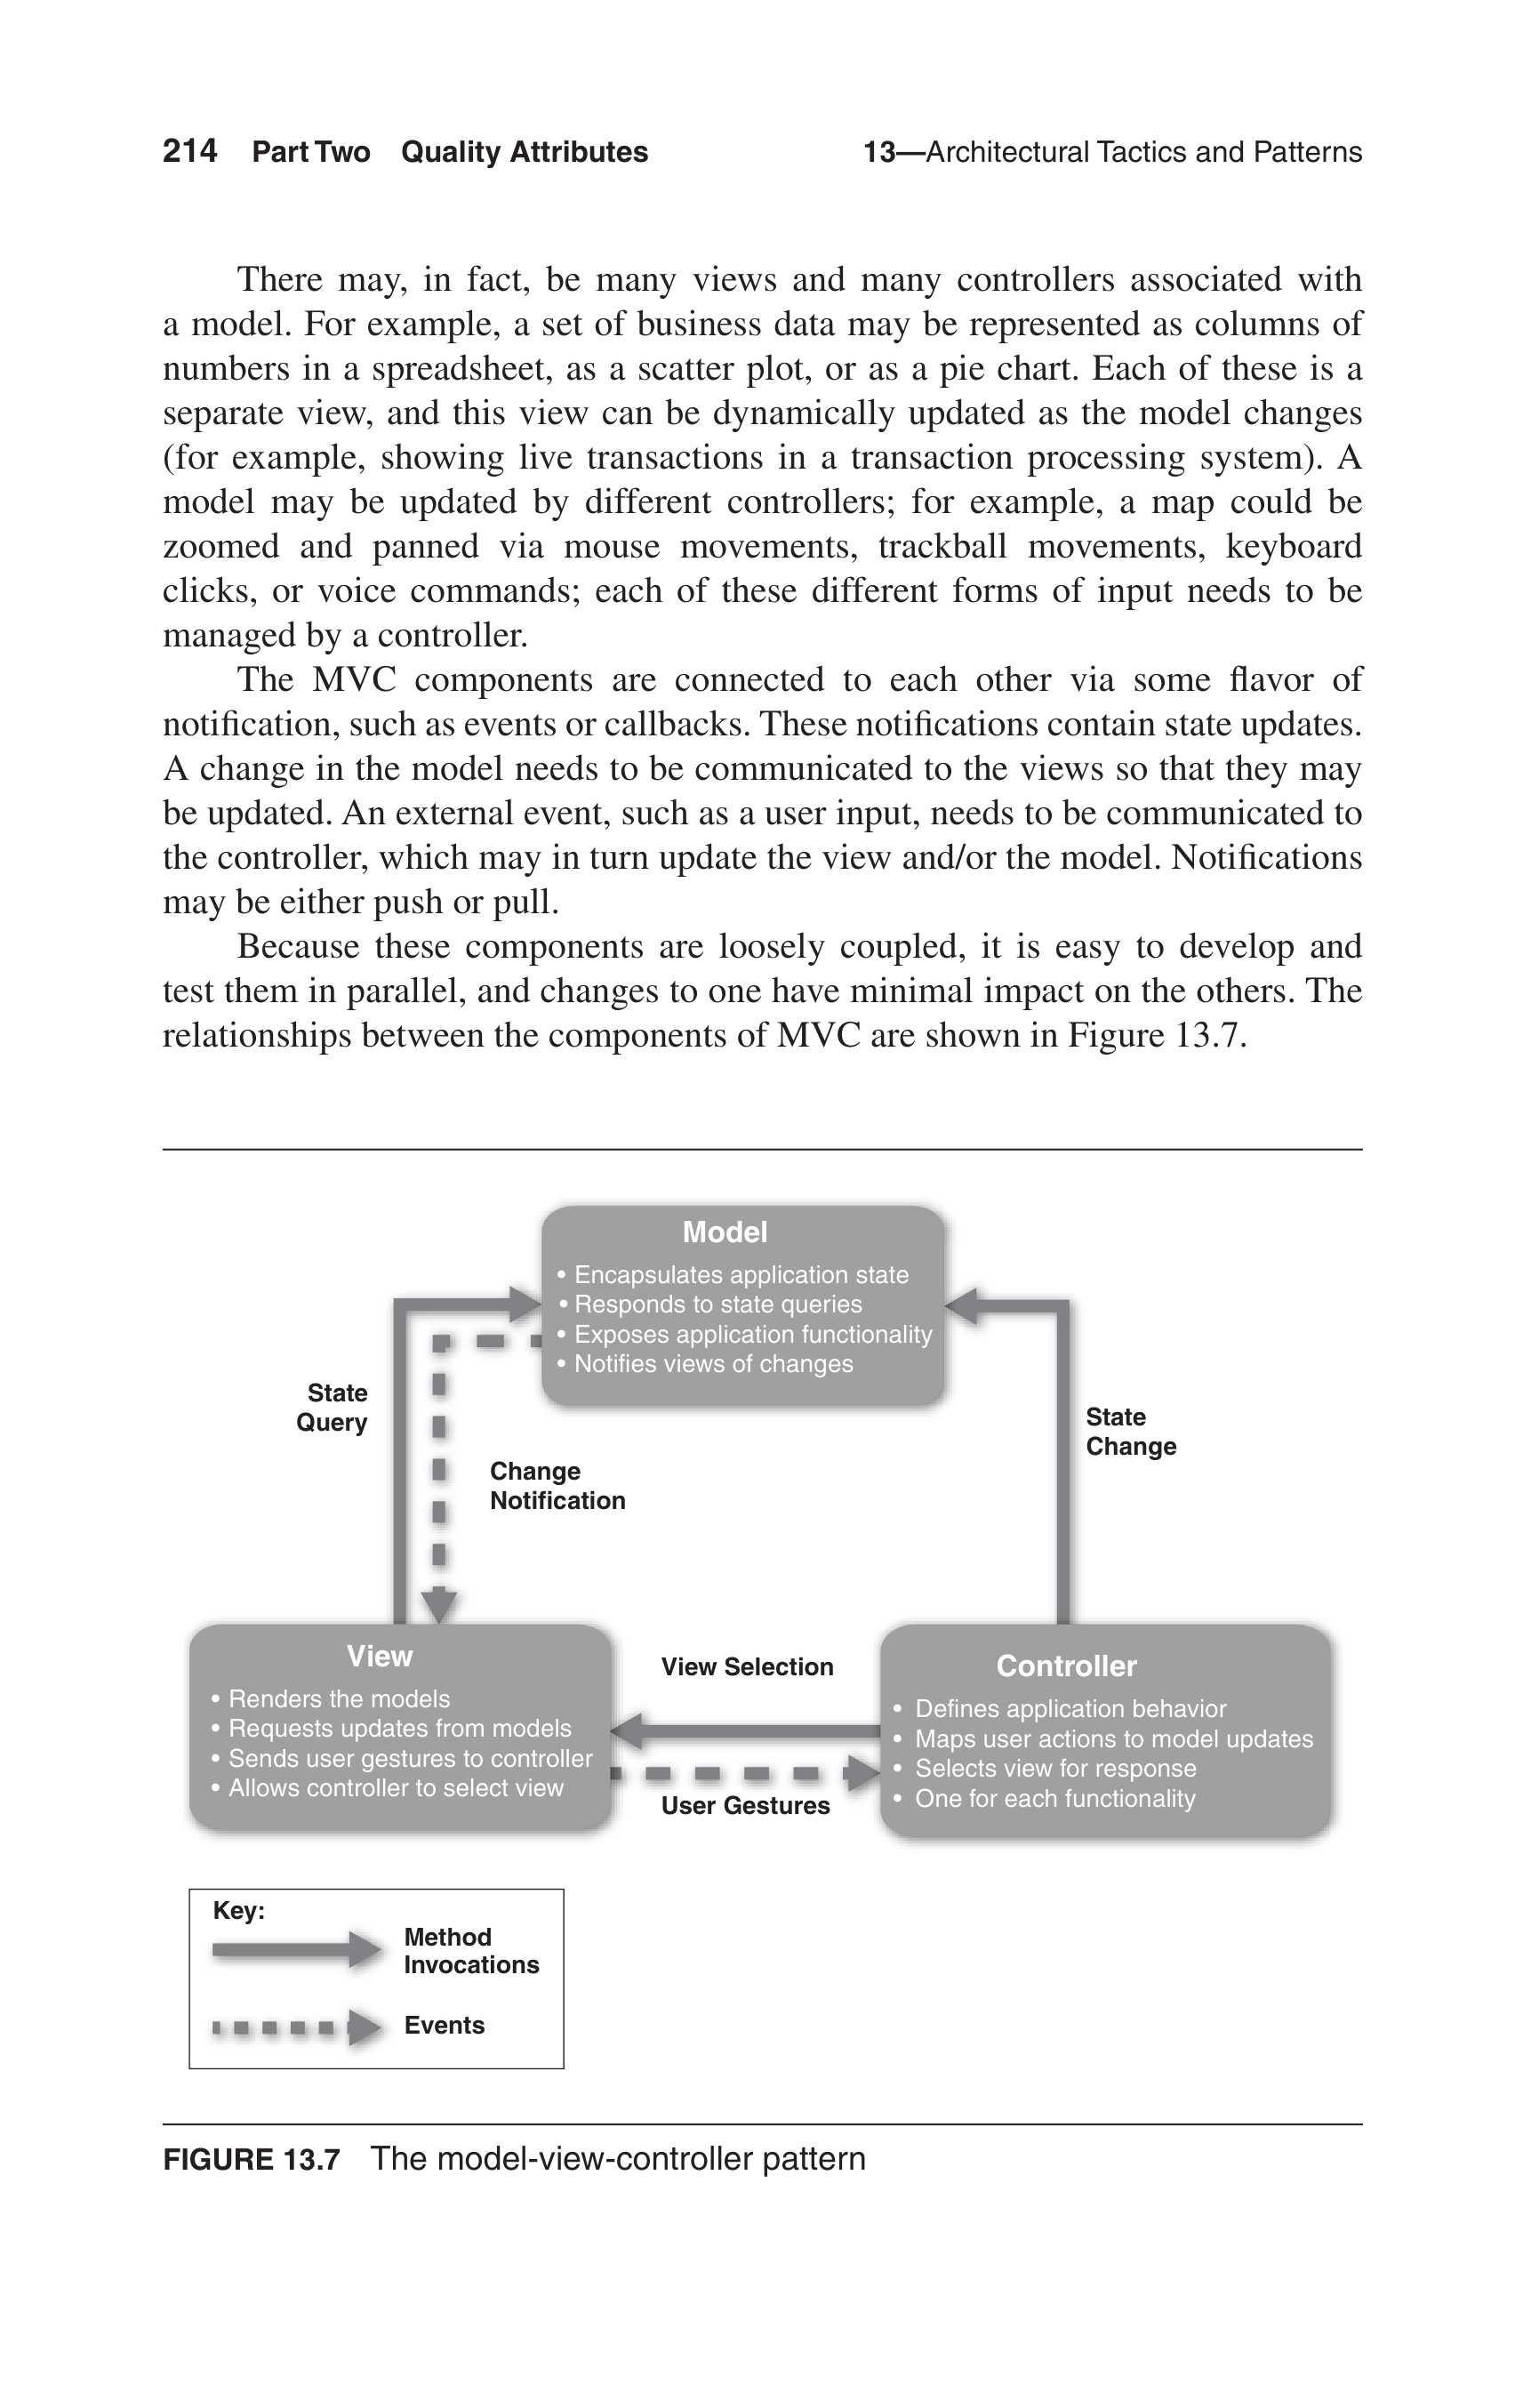 214 Part Two Quality Attributes 13—Architectural Tactics and Patterns
There may, in fact, be many views and many controllers associated with
a model. For example, a set of business data may be represented as columns of
numbers in a spreadsheet, as a scatter plot, or as a pie chart. Each of these is a
separate view, and this view can be dynamically updated as the model changes
(for example, showing live transactions in a transaction processing system). A
model may be updated by different controllers; for example, a map could be
zoomed and panned via mouse movements, trackball movements, keyboard
clicks, or voice commands; each of these different forms of input needs to be
managed by a controller.
The MVC components are connected to each other via some flavor of
notification, such as events or callbacks. These notifications contain state updates.
A change in the model needs to be communicated to the views so that they may
be updated. An external event, such as a user input, needs to be communicated to
the controller, which may in turn update the view and/or the model. Notifications
may be either push or pull.
Because these components are loosely coupled, it is easy to develop and
test them in parallel, and changes to one have minimal impact on the others. The
relationships between the components of MVC are shown in Figure 13.7.
Model
• Encapsulates application state
• Responds to state queries
• Exposes application functionality
• Notifies views of changes
State
Query
Change
Notification
State
Change
View
• Renders the models
• Requests updates from models
• Sends user gestures to controller
• Allows controller to select view
View Selection
User Gestures
Controller
• Defines application behavior
• Maps user actions to model updates
• Selects view for response
• One for each functionality
Key:
Method
Invocations
Events
FIGURE 13.7 The model-view-controller pattern